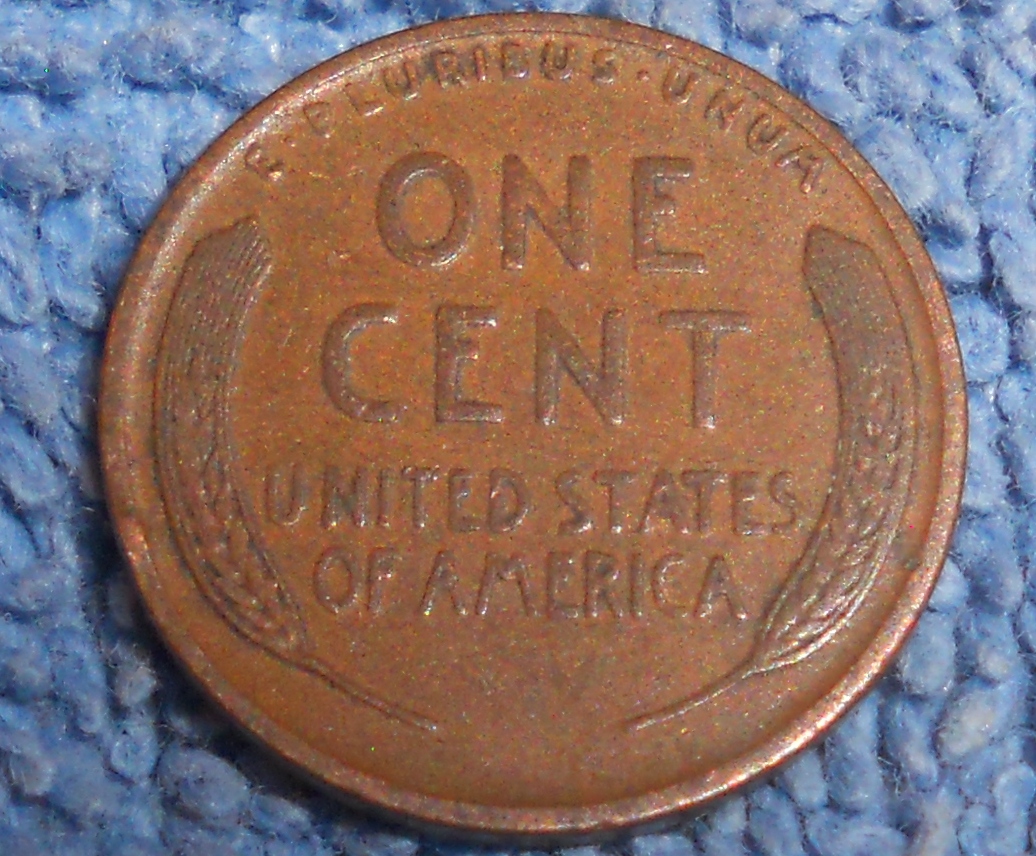 E·PLURIBUS·UNUM
ONE
CENT
UNITED STATES
OF AMERICA